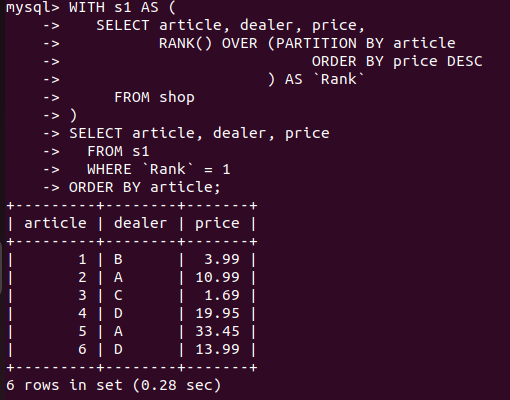 mysql> WITH s1 AS (
    ->    SELECT article, dealer, price,
    ->           RANK() OVER (PARTITION BY article
    ->                            ORDER BY price DESC
    ->                       ) AS `Rank`
    ->      FROM shop
    -> )
    -> SELECT article, dealer, price
    ->   FROM s1
    ->   WHERE `Rank` = 1
    -> ORDER BY article;
+---------+--------+-------+
| article | dealer | price |
+---------+--------+-------+
|       1 | B      |  3.99 |
|       2 | A      | 10.99 |
|       3 | C      |  1.69 |
|       4 | D      | 19.95 |
|       5 | A      | 33.45 |
|       6 | D      | 13.99 |
+---------+--------+-------+
6 rows in set (0.28 sec)